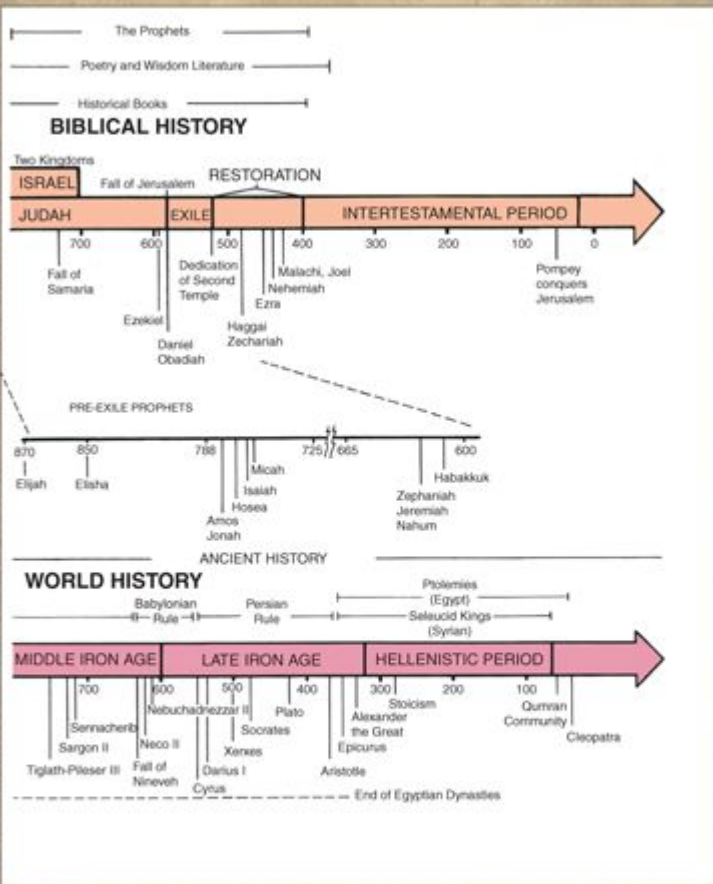 The Prophets
Poetry and Wisdom Literature
Historical Books
BIBLICAL HISTORY
Two Kingdoms
ISRAEL
Fall of Jerusalem
RESTORATION
JUDAH
EXILE
INTERTESTAMENTAL PERIOD
700 600 500 400 300 200 100 0
Fall of
Samaria
Ezekiel
Daniel
Obadiah
Dedication
of Second
Temple
Haggai
Zechariah
Ezra
Nehemiah
Malachi, Joel
Pompey
conquers
Jerusalem
PRE-EXILE PROPHETS
870 850 788 725 665 600
Elijah
Elisha
Amos
Jonah
Hosea
Isaiah
Micah
Zephaniah
Jeremiah
Nahum
Habakkuk
ANCIENT HISTORY
WORLD HISTORY
Babylonian
Rule
Persian
Rule
Ptolemies
(Egypt)
Seleucid Kings
(Syrian)
MIDDLE IRON AGE
LATE IRON AGE
HELLENISTIC PERIOD
700 600 500 400 300 200 100
Tiglath-Pileser III
Sargon II
Sennacherib
Fall of
Nineveh
Neco II
Nebuchadnezzar II
Cyrus
Darius I
Xerxes
Socrates
Plato
Aristotle
Epicurus
Alexander
the Great
Stoicism
Qumran
Community
Cleopatra
End of Egyptian Dynasties